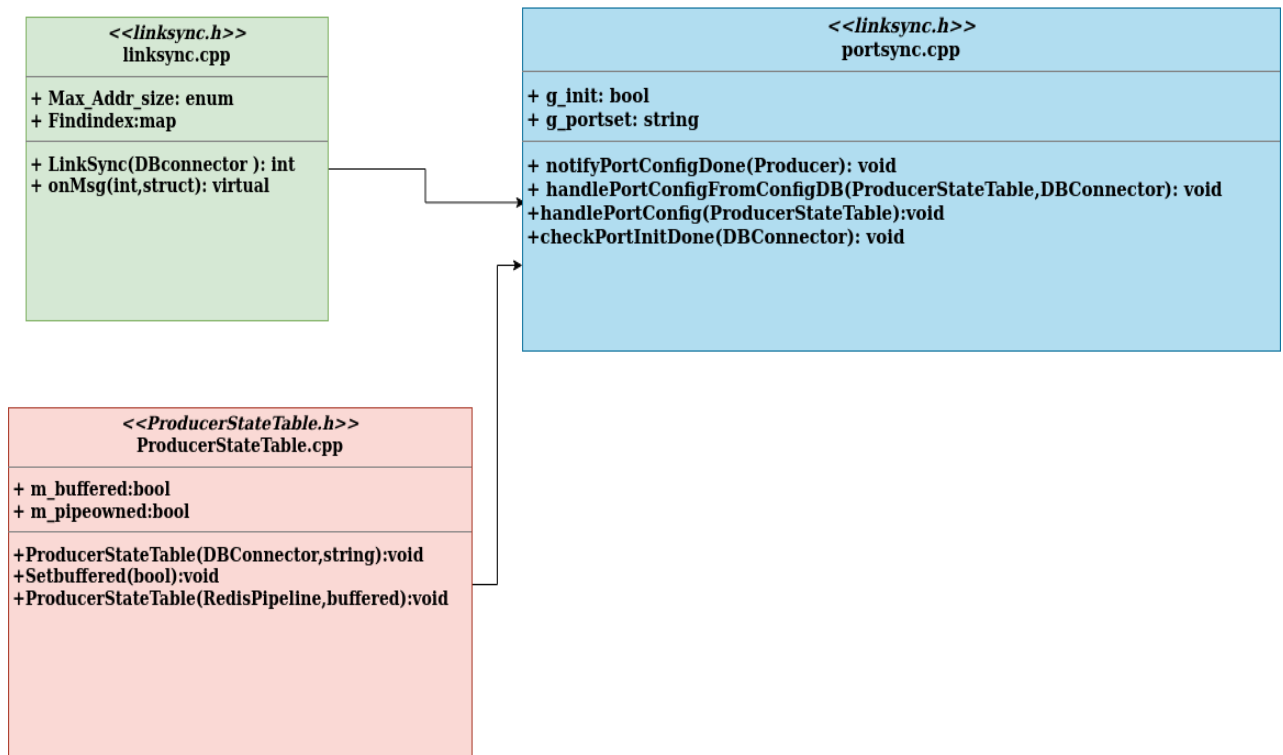 <<linksync.h>>
linksync.cpp
+ Max_Addr_size: enum
+ Findindex:map
+ LinkSync(DBconnector ): int
+ onMsg(int,struct): virtual
<<linksync.h>>
portsync.cpp
+ g_init: bool
+ g_portset: string
+ notifyPortConfigDone(Producer): void
+ handlePortConfigFromConfigDB(ProducerStateTable,DBConnector): void
+handlePortConfig(ProducerStateTable):void
+checkPortInitDone(DBConnector): void
<<ProducerStateTable.h>>
ProducerStateTable.cpp
+ m_buffered:bool
+ m_pipeowned:bool
+ProducerStateTable(DBConnector,string):void
+Setbuffered(bool):void
+ProducerStateTable(RedisPipeline,buffered):void